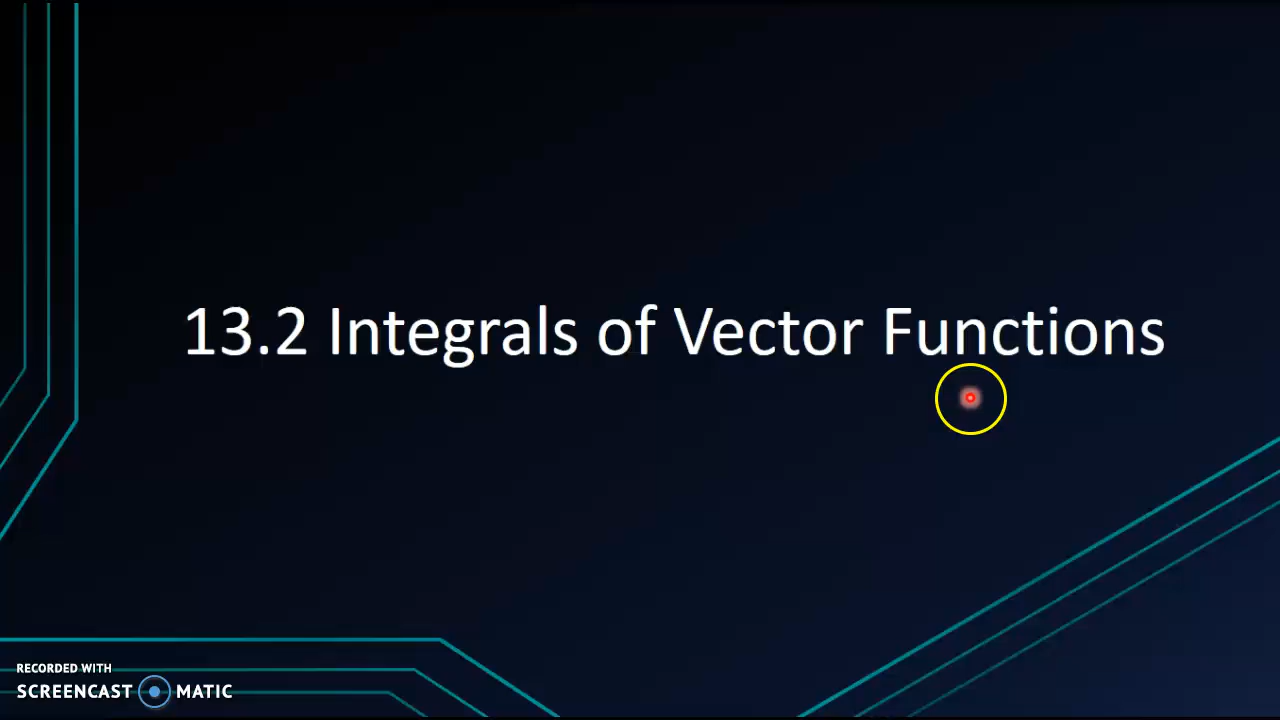 13.2 Integrals of Vector Functions
RECORDED WITH
SCREENCAST MATIC